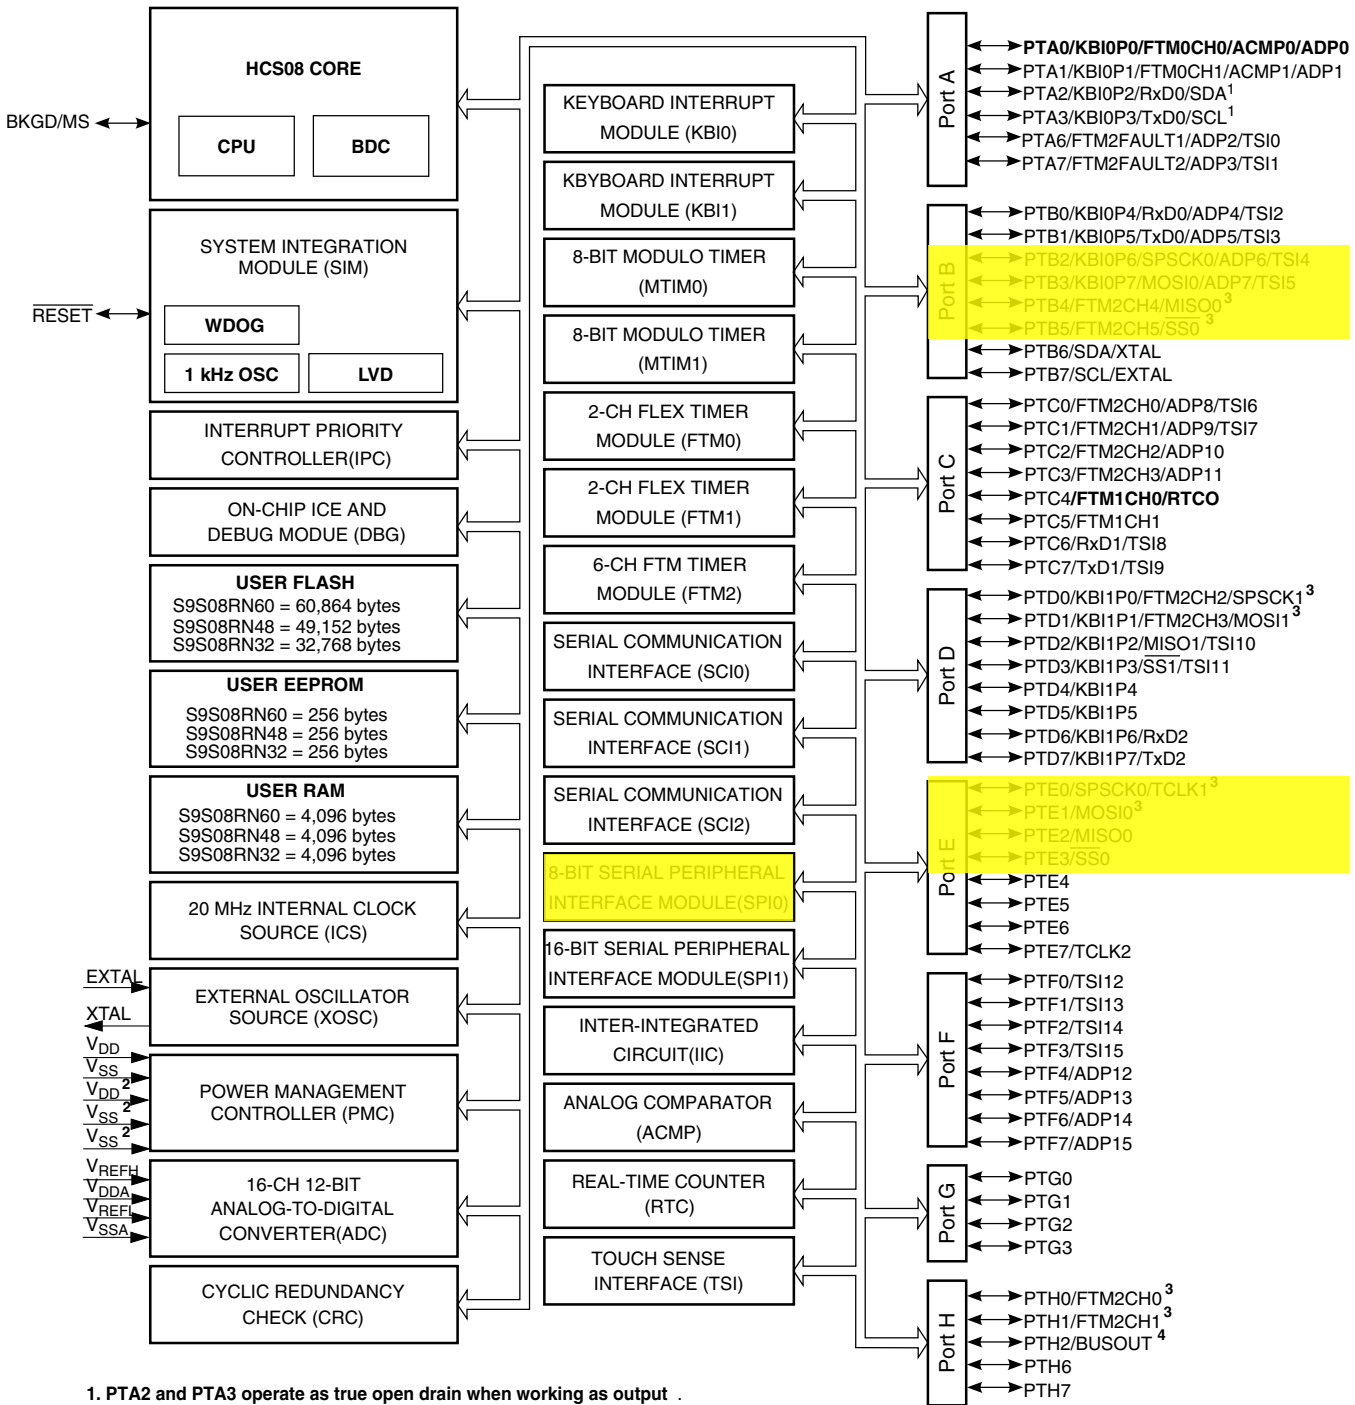 HCS08 CORE
CPU
BDC
BKGD/MS
SYSTEM INTEGRATION
MODULE (SIM)
WDOG
1 kHz OSC
LVD
RESET
INTERRUPT PRIORITY
CONTROLLER(IPC)
ON-CHIP ICE AND
DEBUG MODUE (DBG)
USER FLASH
S9S08RN60 = 60,864 bytes
S9S08RN48 = 49,152 bytes
S9S08RN32 = 32,768 bytes
USER EEPROM
S9S08RN60 = 256 bytes
S9S08RN48 = 256 bytes
S9S08RN32 = 256 bytes
USER RAM
S9S08RN60 = 4,096 bytes
S9S08RN48 = 4,096 bytes
S9S08RN32 = 4,096 bytes
20 MHz INTERNAL CLOCK
SOURCE (ICS)
EXTAL
XTAL
EXTERNAL OSCILLATOR
SOURCE (XOSC)
VDD
VSS
VDD 2
VSS 2
VSS 2
POWER MANAGEMENT
CONTROLLER (PMC)
VREFH
VDDA
VREFL
VSSA
16-CH 12-BIT
ANALOG-TO-DIGITAL
CONVERTER(ADC)
CYCLIC REDUNDANCY
CHECK (CRC)
KEYBOARD INTERRUPT
MODULE (KBI0)
KBYBOARD INTERRUPT
MODULE (KBI1)
8-BIT MODULO TIMER
(MTIM0)
8-BIT MODULO TIMER
(MTIM1)
2-CH FLEX TIMER
MODULE (FTM0)
2-CH FLEX TIMER
MODULE (FTM1)
6-CH FTM TIMER
MODULE (FTM2)
SERIAL COMMUNICATION
INTERFACE (SCI0)
SERIAL COMMUNICATION
INTERFACE (SCI1)
SERIAL COMMUNICATION
INTERFACE (SCI2)
8-BIT SERIAL PERIPHERAL
INTERFACE MODULE(SPI0)
16-BIT SERIAL PERIPHERAL
INTERFACE MODULE(SPI1)
INTER-INTEGRATED
CIRCUIT(IIC)
ANALOG COMPARATOR
(ACMP)
REAL-TIME COUNTER
(RTC)
TOUCH SENSE
INTERFACE (TSI)
Port A
PTA0/KBI0P0/FTM0CH0/ACMP0/ADP0
PTA1/KBI0P1/FTM0CH1/ACMP1/ADP1
PTA2/KBI0P2/RxD0/SDA1
PTA3/KBI0P3/TxD0/SCL1
PTA6/FTM2FAULT1/ADP2/TSI0
PTA7/FTM2FAULT2/ADP3/TSI1
Port B
PTB0/KBI0P4/RxD0/ADP4/TSI2
PTB1/KBI0P5/TxD0/ADP5/TSI3
PTB2/KBI0P6/SPSCK0/ADP6/TSI4
PTB3/KBI0P7/MOSI0/ADP7/TSI5
PTB4/FTM2CH4/MISO0 3
PTB5/FTM2CH5/SS0 3
PTB6/SDA/XTAL
PTB7/SCL/EXTAL
Port C
PTC0/FTM2CH0/ADP8/TSI6
PTC1/FTM2CH1/ADP9/TSI7
PTC2/FTM2CH2/ADP10
PTC3/FTM2CH3/ADP11
PTC4/FTM1CH0/RTCO
PTC5/FTM1CH1
PTC6/RxD1/TSI8
PTC7/TxD1/TSI9
Port D
PTD0/KBI1P0/FTM2CH2/SPSCK1 3
PTD1/KBI1P1/FTM2CH3/MOSI1 3
PTD2/KBI1P2/MISO1/TSI10
PTD3/KBI1P3/SS1/TSI11
PTD4/KBI1P4
PTD5/KBI1P5
PTD6/KBI1P6/RxD2
PTD7/KBI1P7/TxD2
Port E
PTE0/SPSCK0/TCLK1 3
PTE1/MOSI0 3
PTE2/MISO0
PTE3/SS0
PTE4
PTE5
PTE6
PTE7/TCLK2
Port F
PTF0/TSI12
PTF1/TSI13
PTF2/TSI14
PTF3/TSI15
PTF4/ADP12
PTF5/ADP13
PTF6/ADP14
PTF7/ADP15
Port G
PTG0
PTG1
PTG2
PTG3
Port H
PTH0/FTM2CH0 3
PTH1/FTM2CH1 3
PTH2/BUSOUT 4
PTH6
PTH7
1. PTA2 and PTA3 operate as true open drain when working as output .